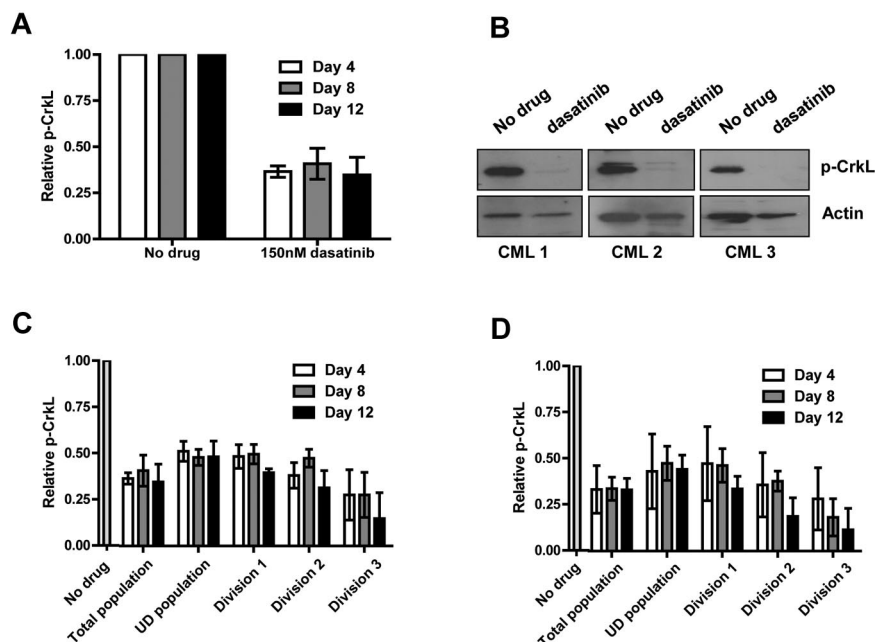 A
Relative p-CrkL
1.00
0.75
0.50
0.25
0.00
Day 4
Day 8
Day 12
No drug
150nM dasatinib
B
No drug
dasatinib
No drug
dasatinib
No drug
dasatinib
p-CrkL
Actin
CML 1
CML 2
CML 3
C
Relative p-CrkL
1.00
0.75
0.50
0.25
0.00
Day 4
Day 8
Day 12
No drug
Total population
UD population
Division 1
Division 2
Division 3
D
Relative p-CrkL
1.00
0.75
0.50
0.25
0.00
Day 4
Day 8
Day 12
No drug
Total population
UD population
Division 1
Division 2
Division 3